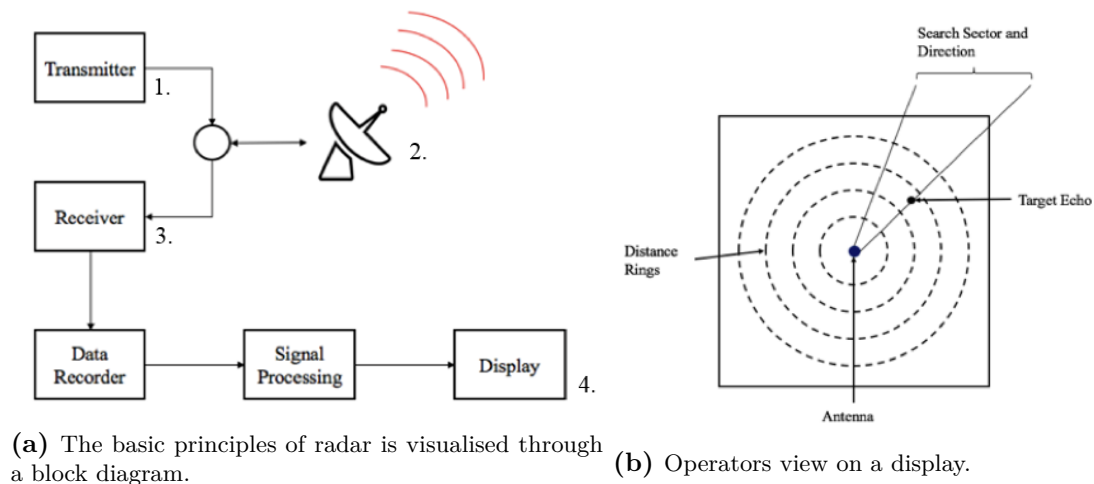 Transmitter
1.
2.
Receiver
3.
Data
Recorder
Signal
Processing
Display
4.
(a) The basic principles of radar is visualised through
a block diagram.
Search Sector and
Direction
Target Echo
Distance
Rings
Antenna
(b) Operators view on a display.